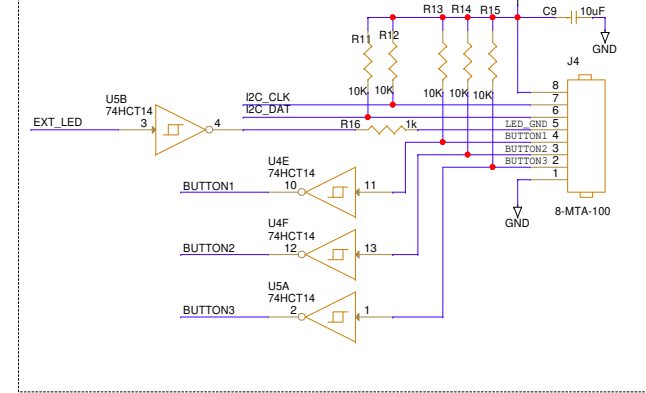 R13 R14 R15
C9 10uF
R11 R12
GND
J4
10K 10K 10K 10K 10K
8
I2C_CLK 7
I2C_DAT 6
U5B
74HCT14
EXT_LED 3 4 R16 1k LED_GND 5
BUTTON1 4
BUTTON2 3
BUTTON3 2
1
U4E
74HCT14
BUTTON1 10 11
8-MTA-100
GND
U4F
74HCT14
BUTTON2 12 13
U5A
74HCT14
BUTTON3 2 1